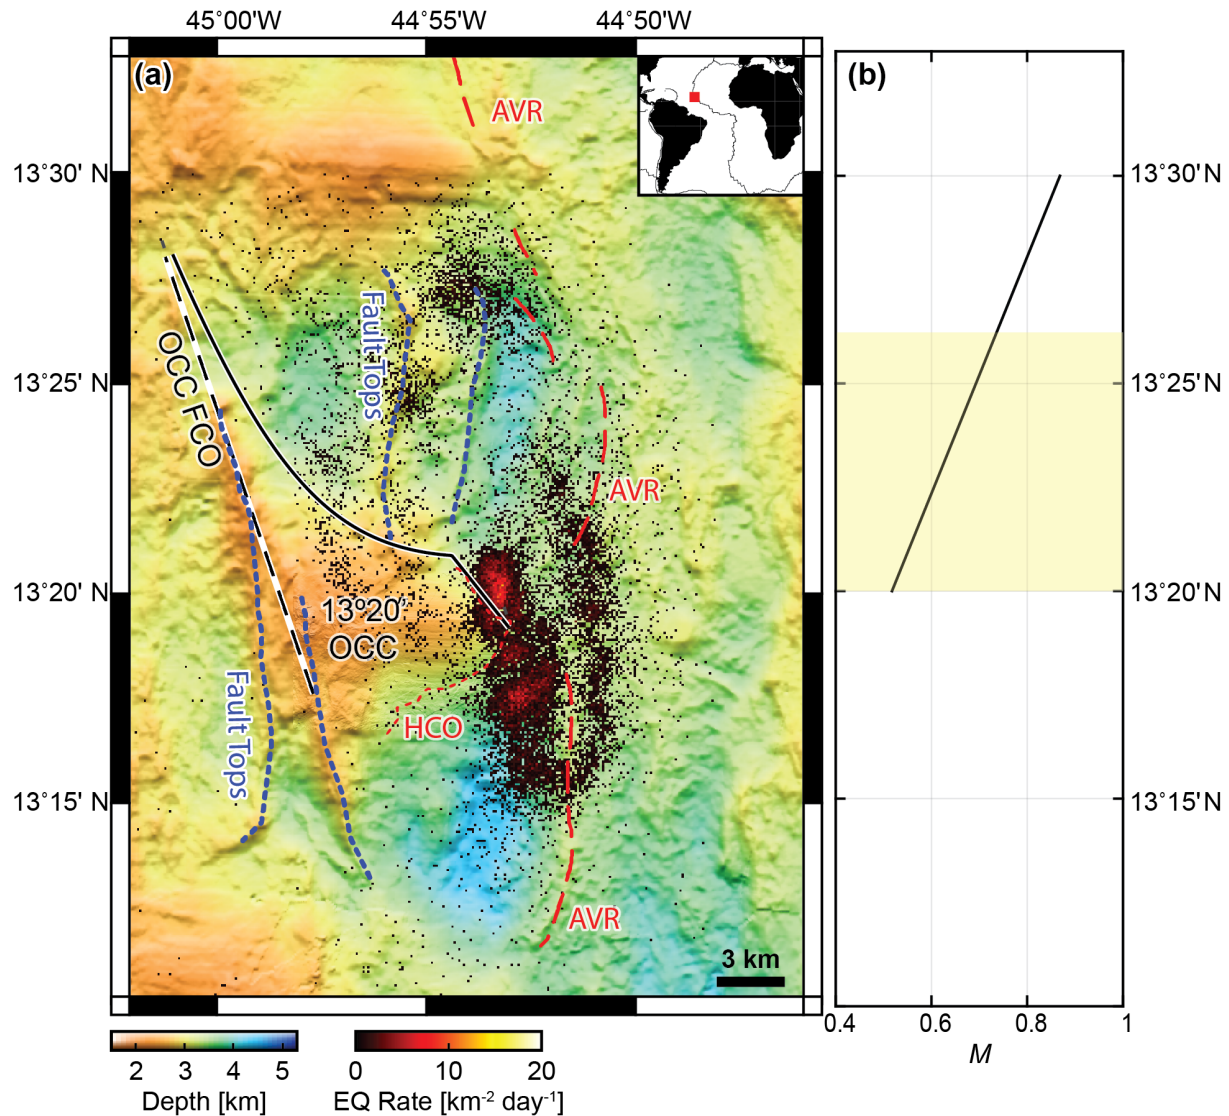 45°00'W 44°55'W 44°50'W
(a)
(b)
AVR
13°30' N
13°30' N
Fault Tops
OCC FCO
13°25' N
13°25' N
AVR
13°20' N
13°20' N
13º20'
OCC
Fault Tops
HCO
13°15' N
13°15' N
AVR
3 km
0.4 0.6 0.8 1
M
2 3 4 5
Depth [km]
0 10 20
EQ Rate [km⁻² day⁻¹]